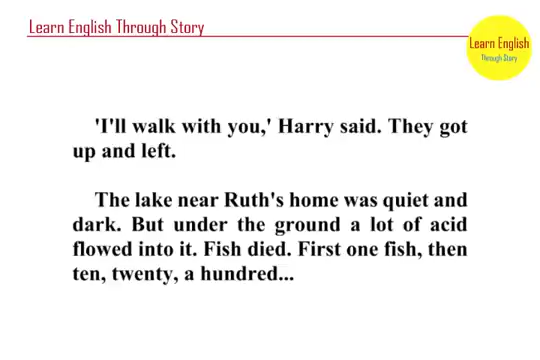 Learn English Through Story
Learn English
Through Story
'I'll walk with you,' Harry said. They got
up and left.
The lake near Ruth's home was quiet and
dark. But under the ground a lot of acid
flowed into it. Fish died. First one fish, then
ten, twenty, a hundred...